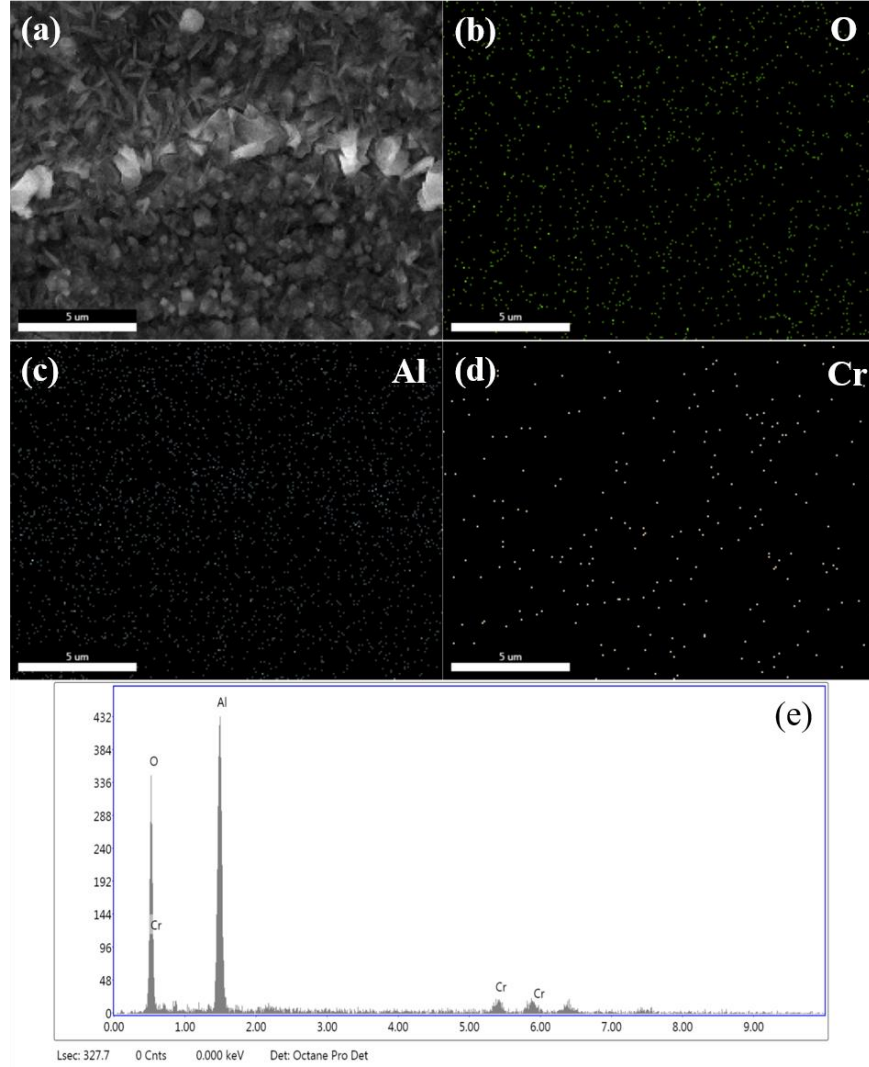 (a)
(b) O
5 um
5 um
(c) Al
(d) Cr
5 um
5 um
(e)
Al
432
384
O
336
288
240
192
144
Cr
96
48
Cr
Cr
0
0.00 1.00 2.00 3.00 4.00 5.00 6.00 7.00 8.00 9.00
Lsec: 327.7 0 Cnts 0.000 keV Det: Octane Pro Det